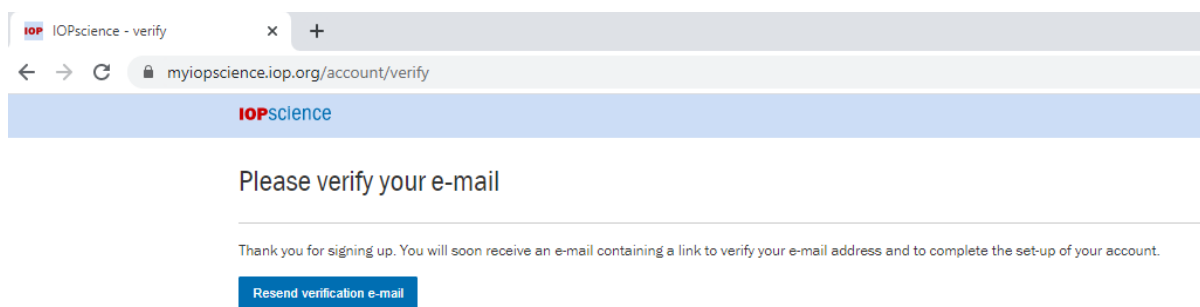 IOP IOPscience - verify
myiopscience.iop.org/account/verify
IOPscience
Please verify your e-mail
Thank you for signing up. You will soon receive an e-mail containing a link to verify your e-mail address and to complete the set-up of your account.
Resend verification e-mail